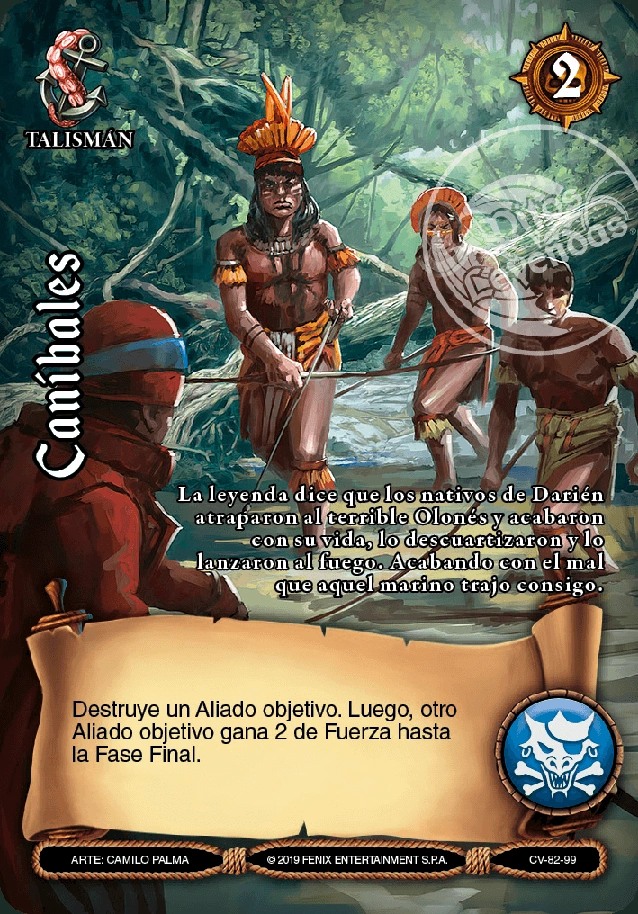 2
TALISMÁN
Caníbales
La leyenda dice que los nativos de Darién
atraparon al terrible Olonés y acabaron
con su vida, lo descuartizaron y lo
lanzaron al fuego. Acabando con el mal
que aquel marino trajo consigo.
Destruye un Aliado objetivo. Luego, otro
Aliado objetivo gana 2 de Fuerza hasta
la Fase Final.
ARTE: CAMILO PALMA
© 2019 FENIX ENTERTAINMENT S.P.A.
CV-82-99